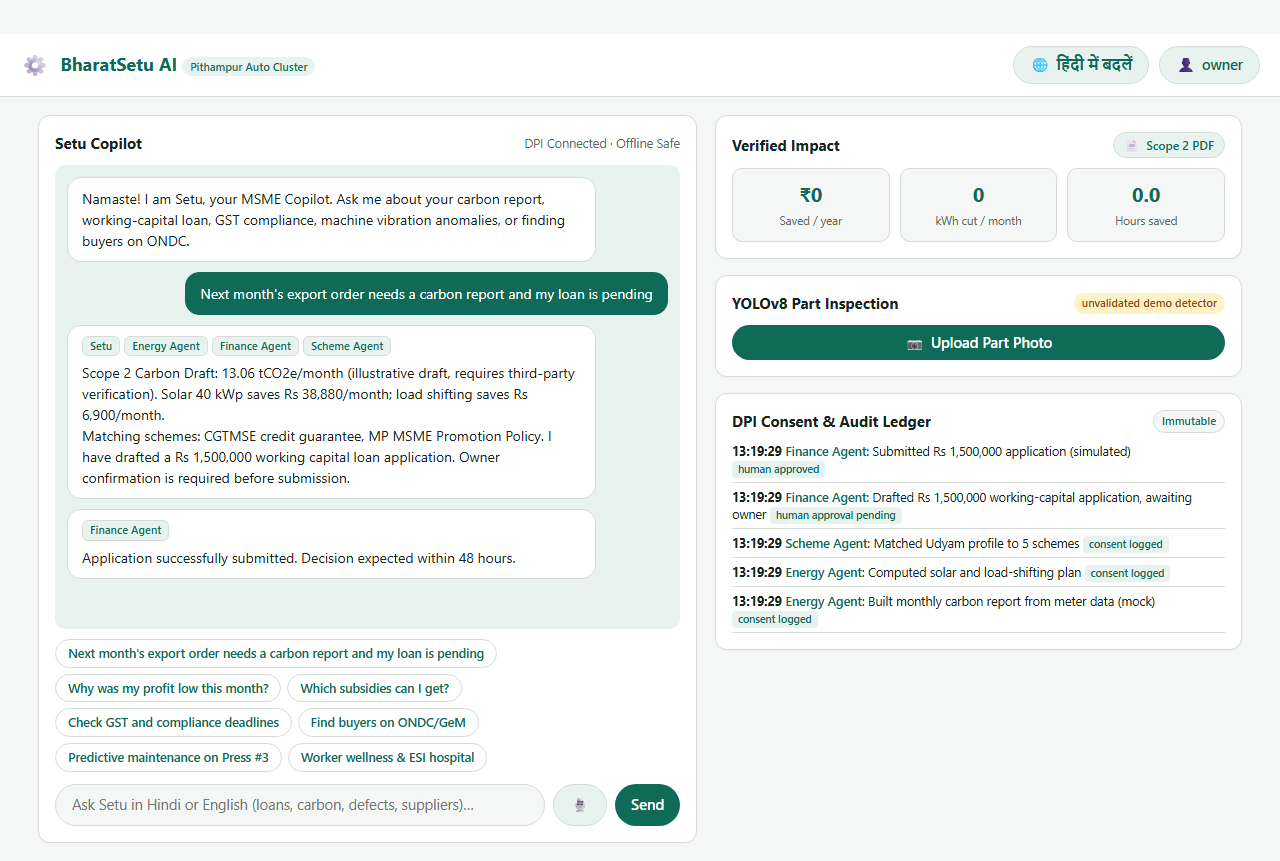 BharatSetu AI
Pithampur Auto Cluster
हिंदी में बदलें
owner
Setu Copilot
DPI Connected · Offline Safe
Namaste! I am Setu, your MSME Copilot. Ask me about your carbon report,
working-capital loan, GST compliance, machine vibration anomalies, or finding
buyers on ONDC.
Next month's export order needs a carbon report and my loan is pending
Setu
Energy Agent
Finance Agent
Scheme Agent
Scope 2 Carbon Draft: 13.06 tCO2e/month (illustrative draft, requires third-party
verification). Solar 40 kWp saves Rs 38,880/month; load shifting saves Rs
6,900/month.
Matching schemes: CGTMSE credit guarantee, MP MSME Promotion Policy. I
have drafted a Rs 1,500,000 working capital loan application. Owner
confirmation is required before submission.
Finance Agent
Application successfully submitted. Decision expected within 48 hours.
Next month's export order needs a carbon report and my loan is pending
Why was my profit low this month?
Which subsidies can I get?
Check GST and compliance deadlines
Find buyers on ONDC/GeM
Predictive maintenance on Press #3
Worker wellness & ESI hospital
Ask Setu in Hindi or English (loans, carbon, defects, suppliers)...
Send
Verified Impact
Scope 2 PDF
₹0
Saved / year
0
kWh cut / month
0.0
Hours saved
YOLOv8 Part Inspection
unvalidated demo detector
Upload Part Photo
DPI Consent & Audit Ledger
Immutable
13:19:29 Finance Agent: Submitted Rs 1,500,000 application (simulated)
human approved
13:19:29 Finance Agent: Drafted Rs 1,500,000 working-capital application, awaiting
owner human approval pending
13:19:29 Scheme Agent: Matched Udyam profile to 5 schemes consent logged
13:19:29 Energy Agent: Computed solar and load-shifting plan consent logged
13:19:29 Energy Agent: Built monthly carbon report from meter data (mock)
consent logged